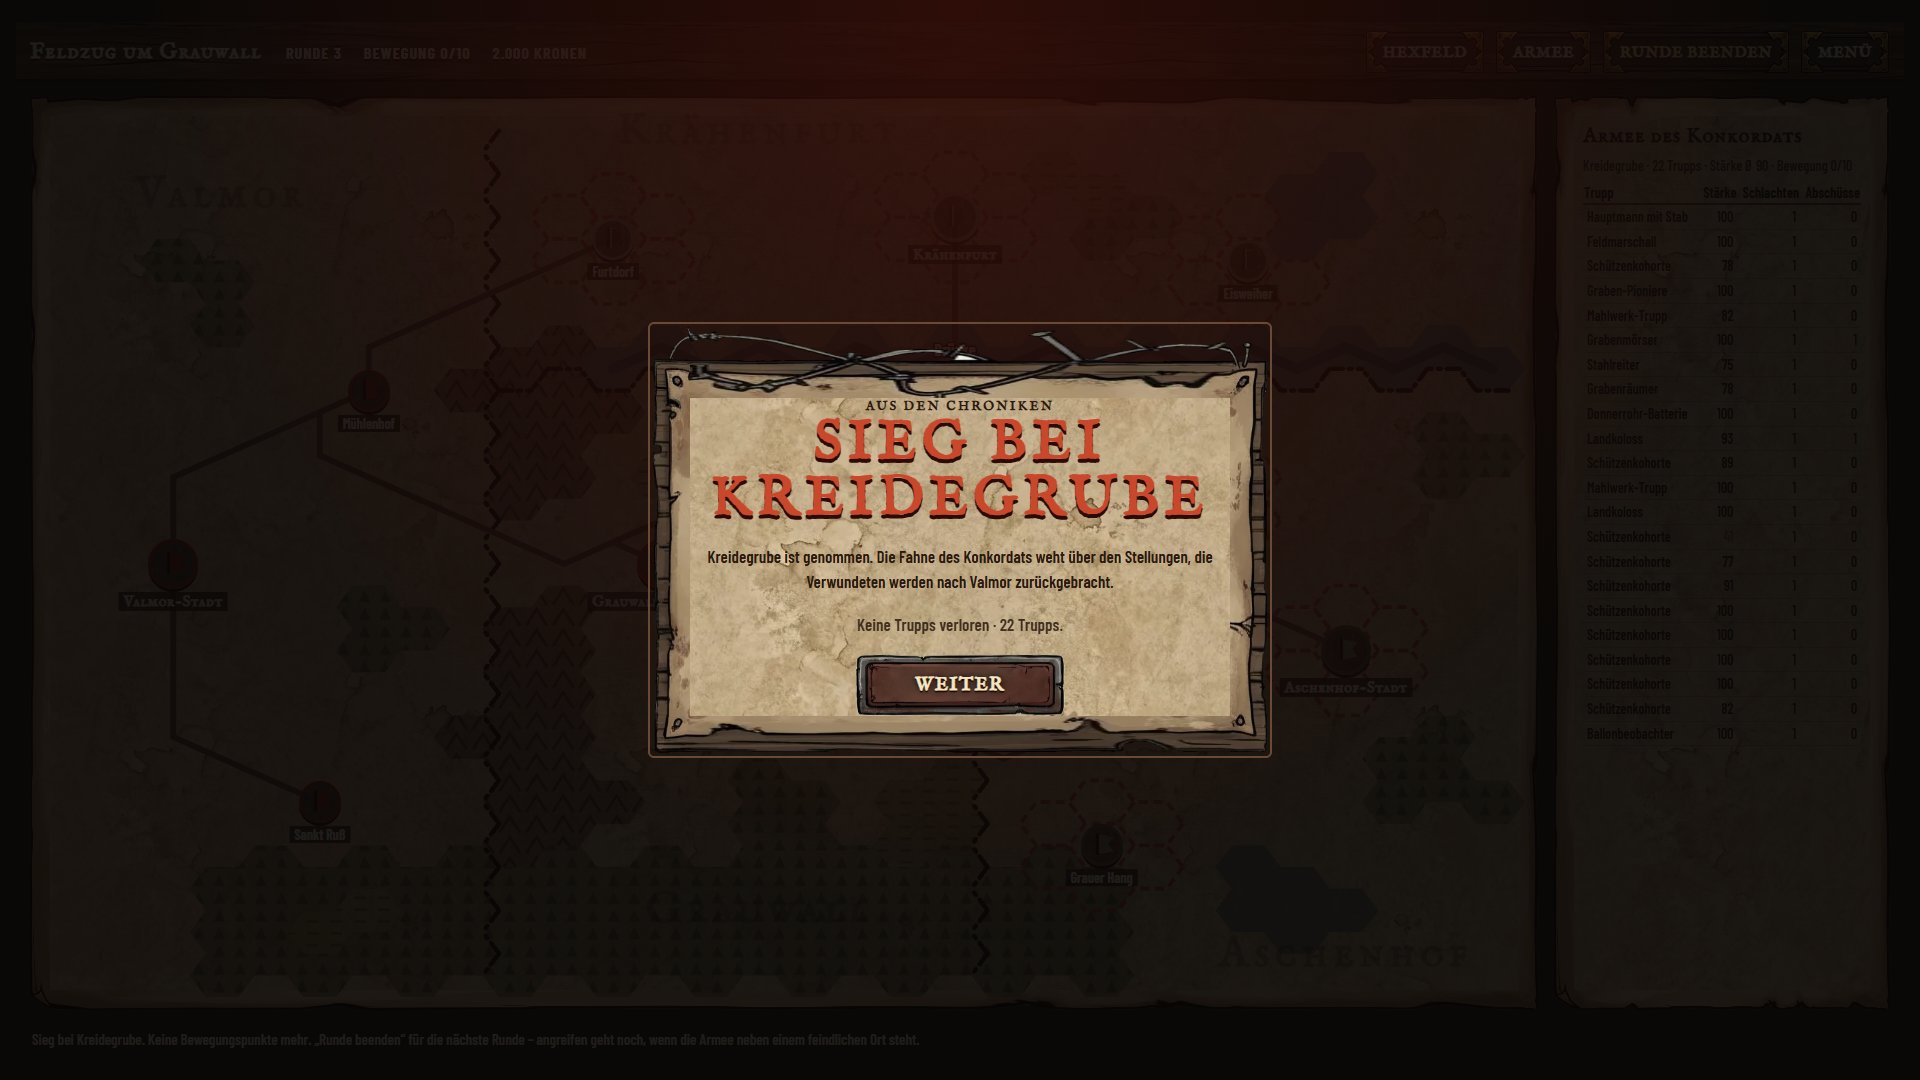 Feldzug um Grauwall RUNDE 3 BEWEGUNG 0/10 2.000 KRONEN HEXFELD ARMEE RUNDE BEENDEN MENÜ
Krähenfurt
Valmor
Furtdorf
Krähenfurt
Eisweiher
Mühlenhof
Valmor-Stadt
Aschenhof-Stadt
Sankt Ruß
Grauer Hang
Grauwall
Aschenhof
AUS DEN CHRONIKEN
SIEG BEI
KREIDEGRUBE
Kreidegrube ist genommen. Die Fahne des Konkordats weht über den Stellungen, die
Verwundeten werden nach Valmor zurückgebracht.
Keine Trupps verloren · 22 Trupps.
WEITER
Armee des Konkordats
Kreidegrube · 22 Trupps · Stärke Ø 90 · Bewegung 0/10
Trupp Stärke Schlachten Abschüsse
Hauptmann mit Stab 100 1 0
Feldmarschall 100 1 0
Schützenkohorte 78 1 0
Graben-Pioniere 100 1 0
Mahlwerk-Trupp 82 1 0
Grabenmörser 100 1 1
Stahlreiter 75 1 0
Grabenräumer 78 1 0
Donnerrohr-Batterie 100 1 0
Landkoloss 93 1 1
Schützenkohorte 89 1 0
Mahlwerk-Trupp 100 1 0
Landkoloss 100 1 0
Schützenkohorte 1 0
Schützenkohorte 77 1 0
Schützenkohorte 91 1 0
Schützenkohorte 100 1 0
Schützenkohorte 100 1 0
Schützenkohorte 100 1 0
Schützenkohorte 100 1 0
Schützenkohorte 82 1 0
Ballonbeobachter 100 1 0
Sieg bei Kreidegrube. Keine Bewegungspunkte mehr. „Runde beenden" für die nächste Runde – angreifen geht noch, wenn die Armee neben einem feindlichen Ort steht.